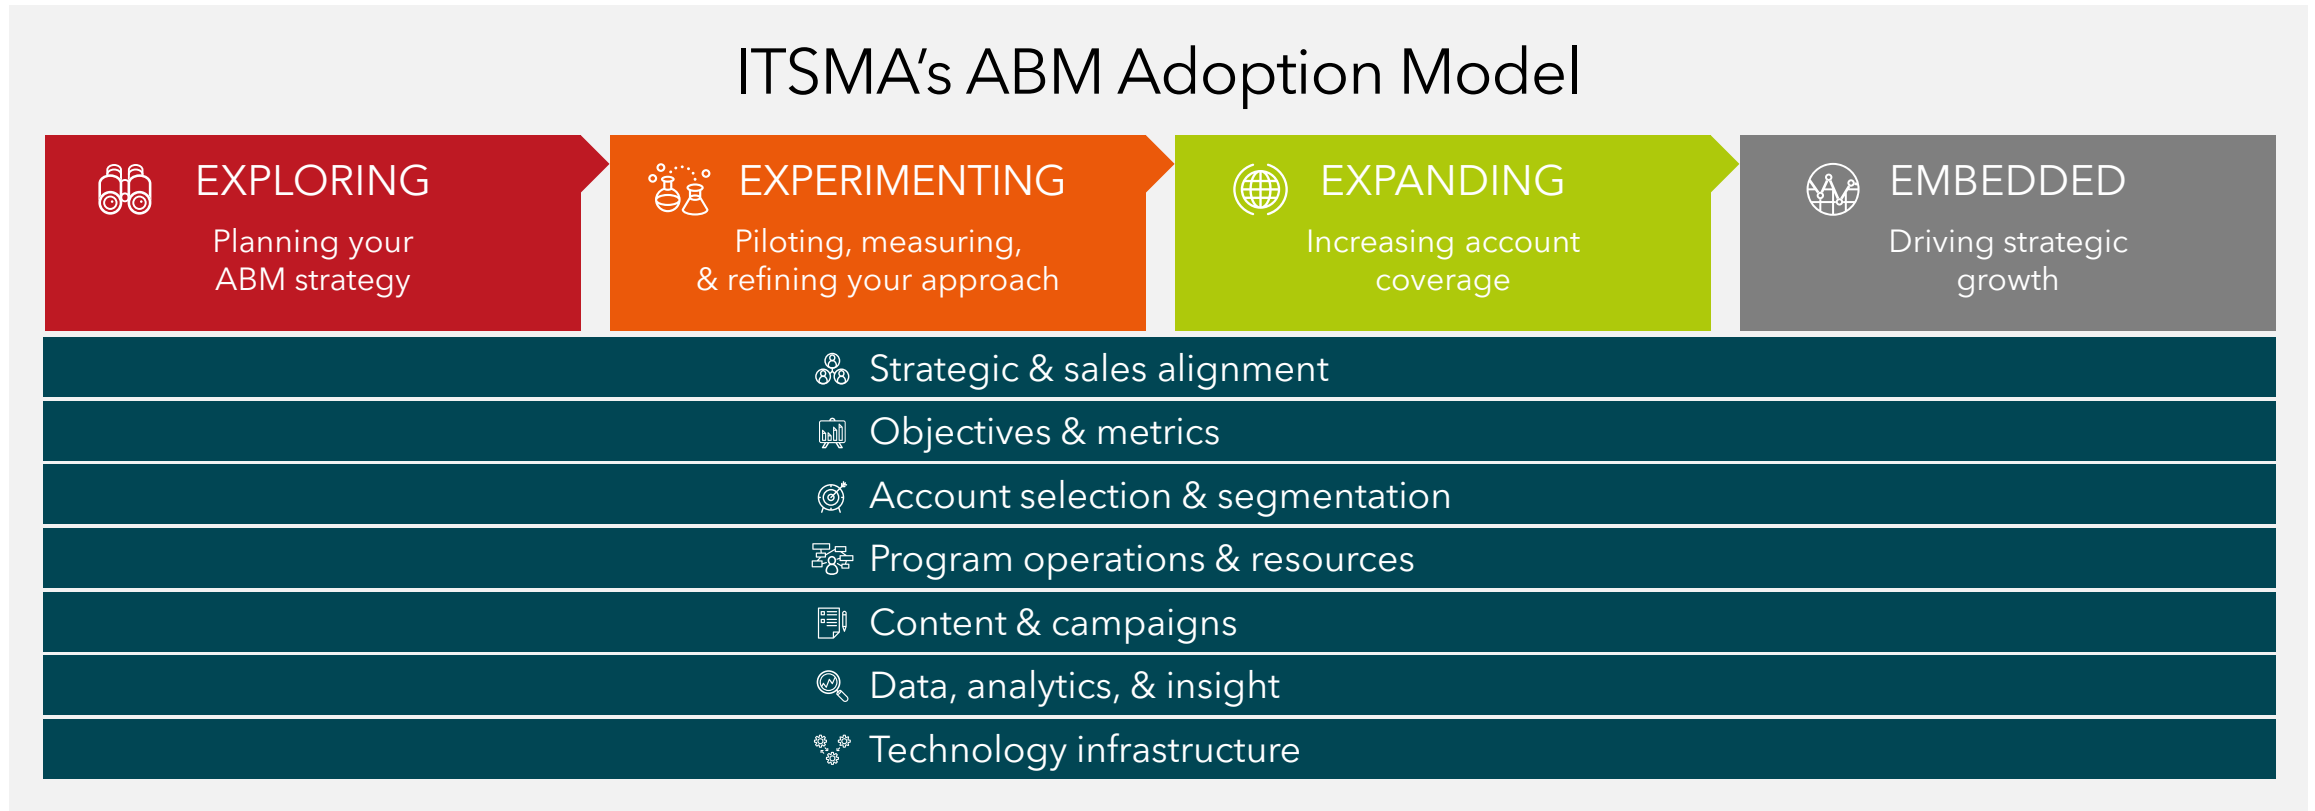 ITSMA’s ABM Adoption Model
EXPLORING
Planning your
ABM strategy
EXPERIMENTING
Piloting, measuring,
& refining your approach
EXPANDING
Increasing account
coverage
EMBEDDED
Driving strategic
growth
Strategic & sales alignment
Objectives & metrics
Account selection & segmentation
Program operations & resources
Content & campaigns
Data, analytics, & insight
Technology infrastructure